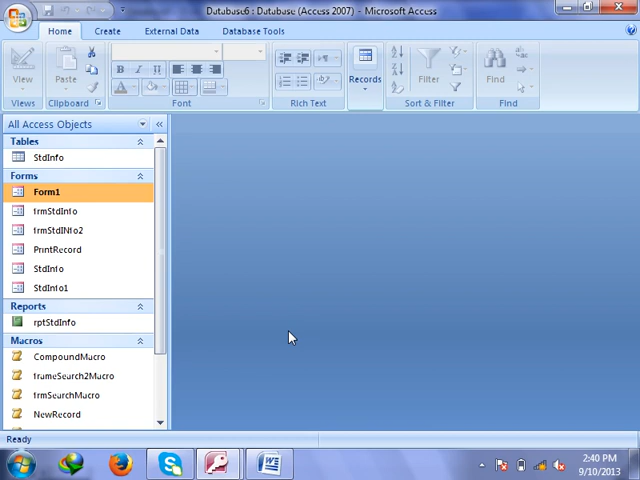 Database6 : Database (Access 2007) - Microsoft Access
Home Create External Data Database Tools
View Paste Records Filter Find
B I U
A
ab
Views Clipboard Font Rich Text Sort & Filter Find
All Access Objects
Tables
StdInfo
Forms
Form1
frmStdInfo
frmStdINfo2
PrintRecord
StdInfo
StdInfo1
Reports
rptStdInfo
Macros
CompoundMacro
frameSearch2Macro
frmSearchMacro
NewRecord
Ready
2:40 PM
9/10/2013